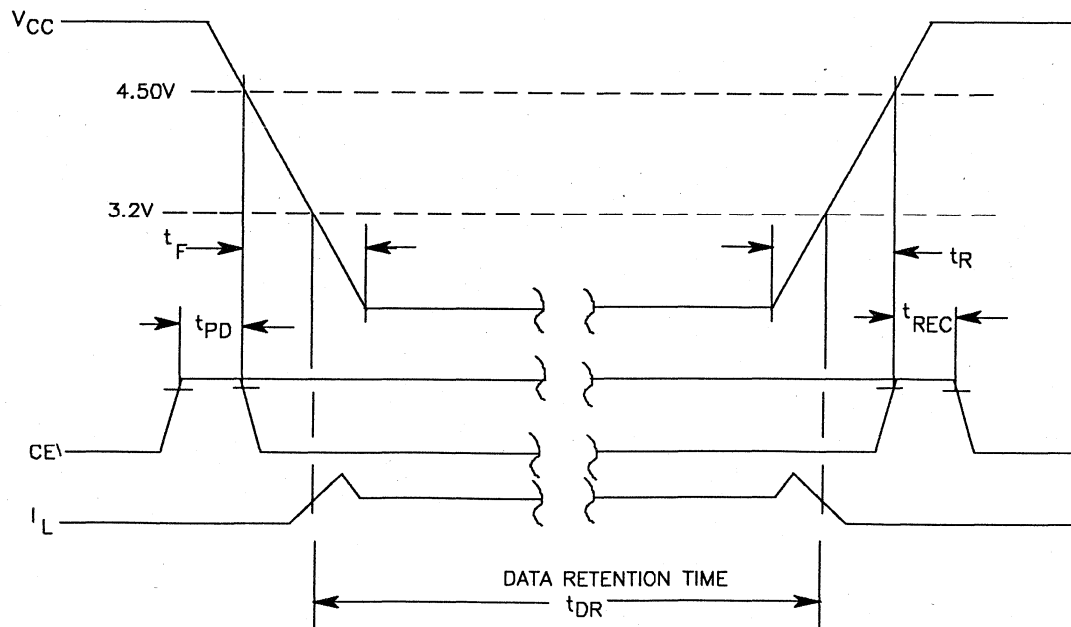 VCC
4.50V
3.2V
tF
tR
tPD
tREC
CE\
IL
DATA RETENTION TIME
tDR